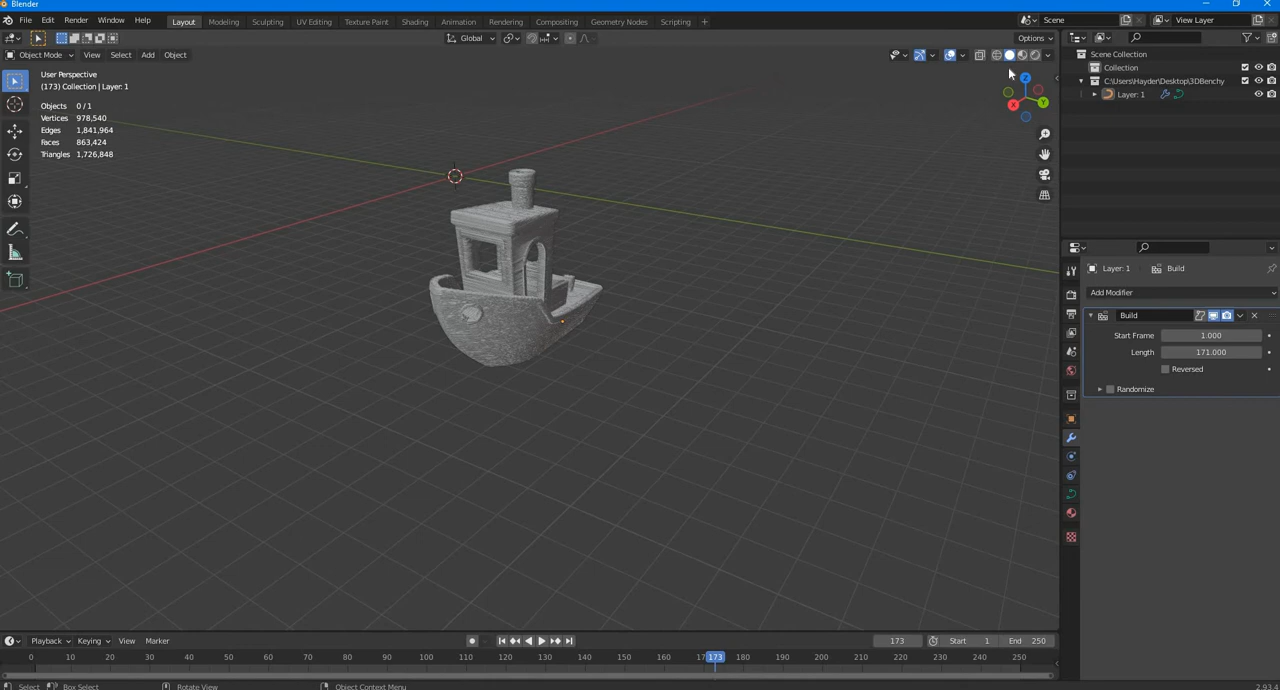 Blender
File Edit Render Window Help Layout Modeling Sculpting UV Editing Texture Paint Shading Animation Rendering Compositing Geometry Nodes Scripting + Scene View Layer
Global Options
Object Mode View Select Add Object
Scene Collection
Collection
C:\Users\Hayder\Desktop\3DBenchy
Layer: 1
User Perspective
(173) Collection | Layer: 1
Objects 0 / 1
Vertices 978,540
Edges 1,841,964
Faces 863,424
Triangles 1,726,848
Z
X
Y
Layer: 1 Build
Add Modifier
Build
Start Frame 1.000
Length 171.000
Reversed
Randomize
Playback Keying View Marker 173 Start 1 End 250
0 10 20 30 40 50 60 70 80 90 100 110 120 130 140 150 160 17 173 180 190 200 210 220 230 240 250
Select Box Select Rotate View Object Context Menu 2.93.4